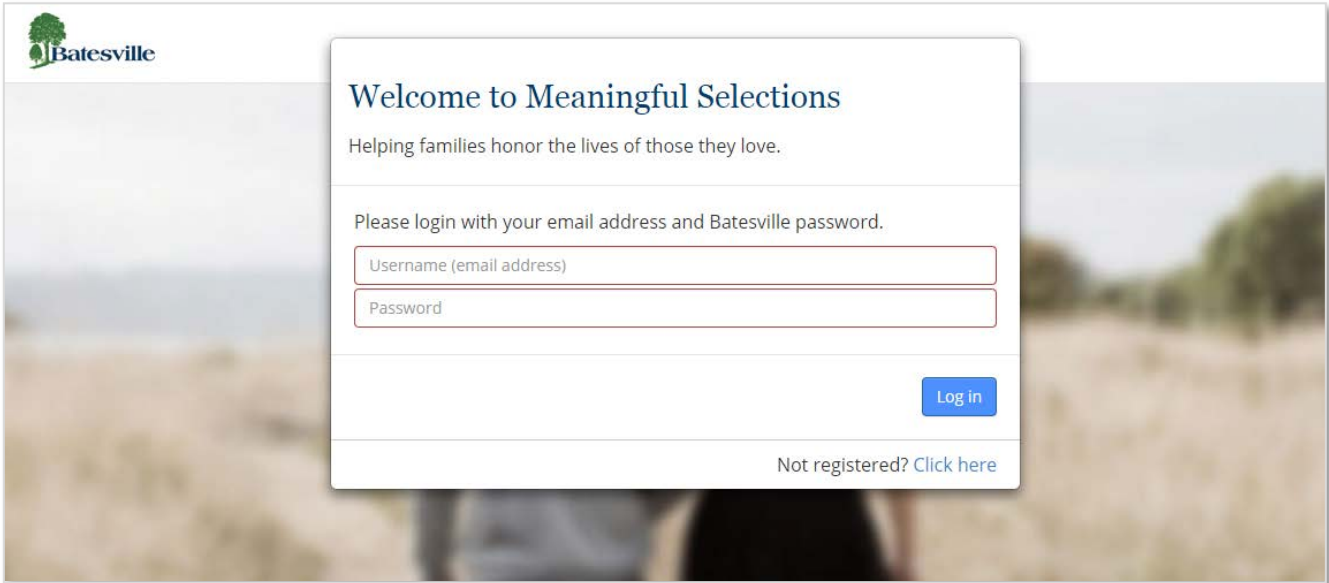 Batesville
Welcome to Meaningful Selections
Helping families honor the lives of those they love.
Please login with your email address and Batesville password.
Username (email address)
Password
Log in
Not registered? Click here